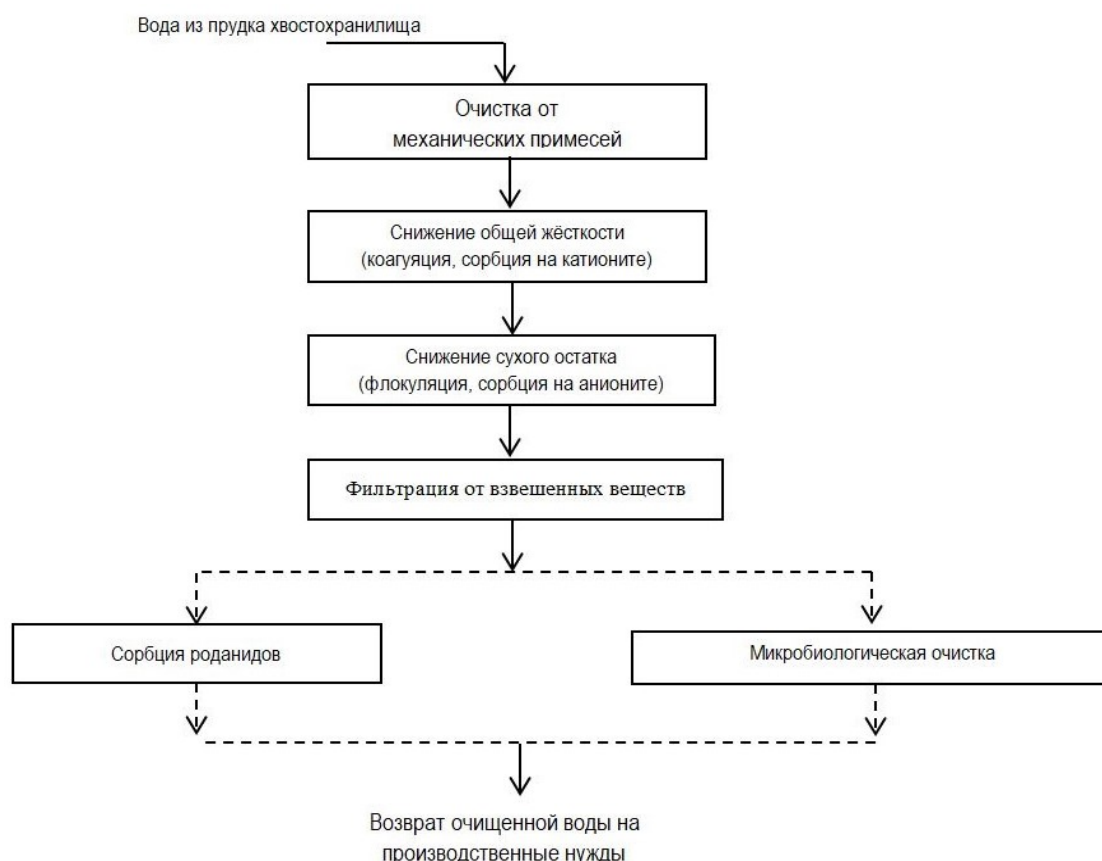 Вода из прудка хвостохранилища
Очистка от
механических примесей
Снижение общей жёсткости
(коагуяция, сорбция на катионите)
Снижение сухого остатка
(флокуляция, сорбция на анионите)
Фильтрация от взвешенных веществ
Сорбция роданидов
Микробиологическая очистка
Возврат очищенной воды на
производственные нужды